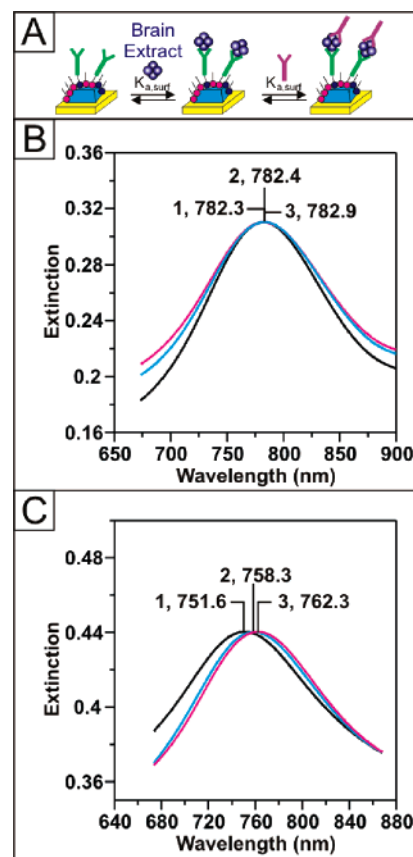 A
Brain
Extract
Ka,surf
Ka,surf
B
0.36
2, 782.4
0.32
1, 782.3
3, 782.9
0.28
Extinction
0.24
0.2
0.16
650 700 750 800 850 900
Wavelength (nm)
C
0.48
2, 758.3
1, 751.6
3, 762.3
0.44
Extinction
0.4
0.36
640 680 720 760 800 840 880
Wavelength (nm)